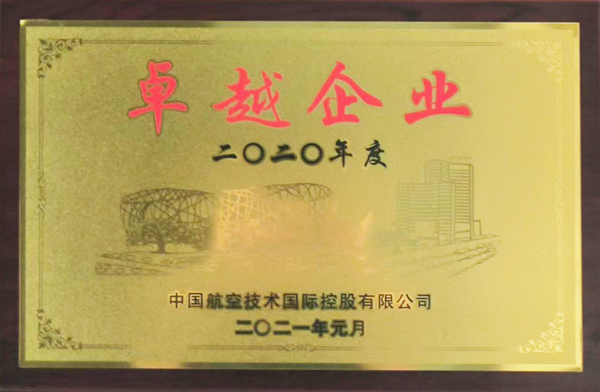 卓越企业
二〇二〇年度
中国航空技术国际控股有限公司
二〇二一年元月